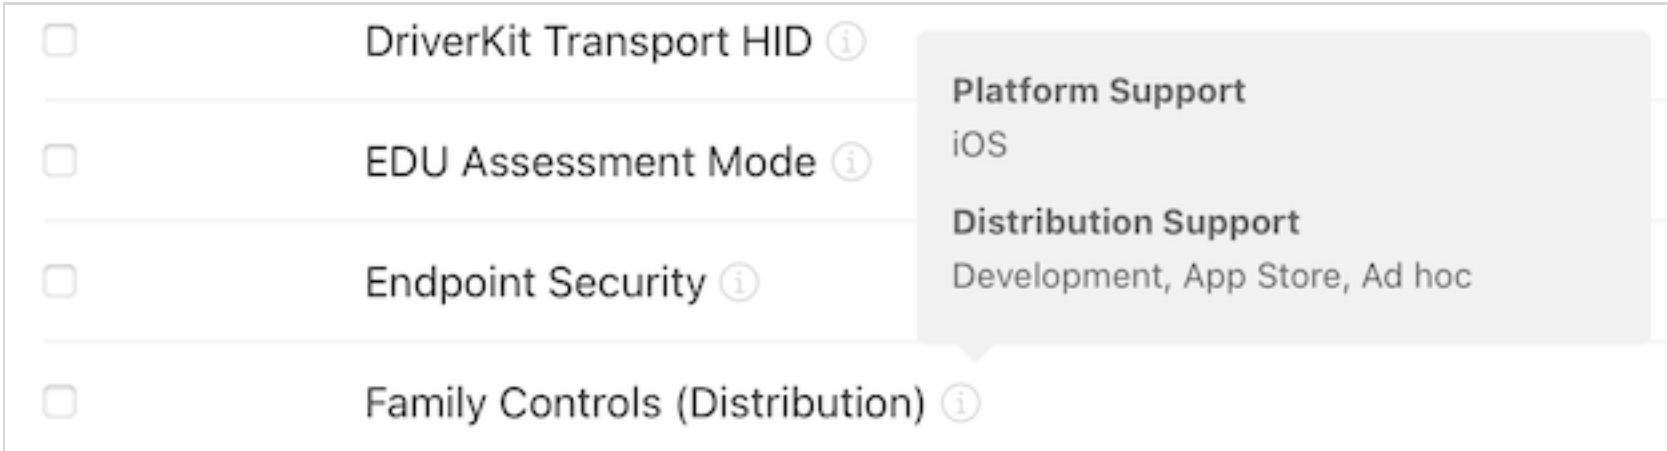 DriverKit Transport HID
EDU Assessment Mode
Endpoint Security
Family Controls (Distribution)
Platform Support
iOS
Distribution Support
Development, App Store, Ad hoc